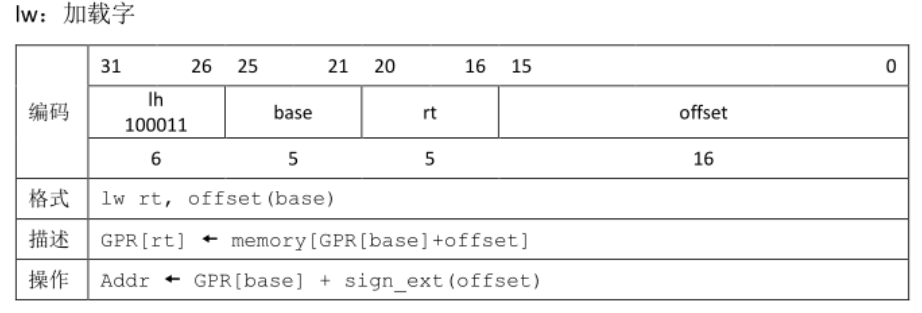 lw：加载字
31 26 25 21 20 16 15 0
编码
lh
100011
base
rt
offset
6 5 5 16
格式 lw rt, offset(base)
描述 GPR[rt] ← memory[GPR[base]+offset]
操作 Addr ← GPR[base] + sign_ext(offset)